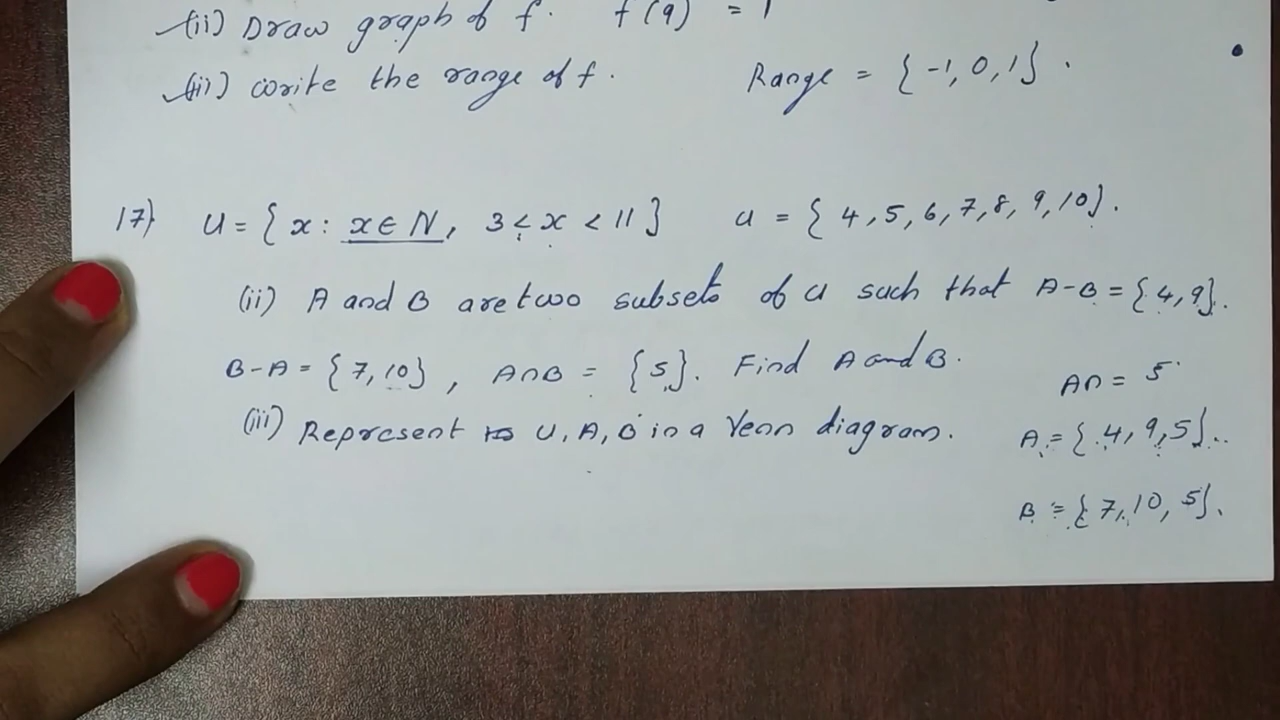 (ii) Draw graph of f. f(9) = 1
(iii) write the range of f. Range = {-1, 0, 1}.
17) U = {x : x ∈ N, 3 < x < 11} U = {4, 5, 6, 7, 8, 9, 10}.
(ii) A and B are two subsets of U such that A-B = {4, 9}.
B-A = {7, 10}, A∩B = {5}. Find A and B.
A∩ = 5
(iii) Represent U, A, B in a Venn diagram.
A = {4, 9, 5}.
B = {7, 10, 5}.